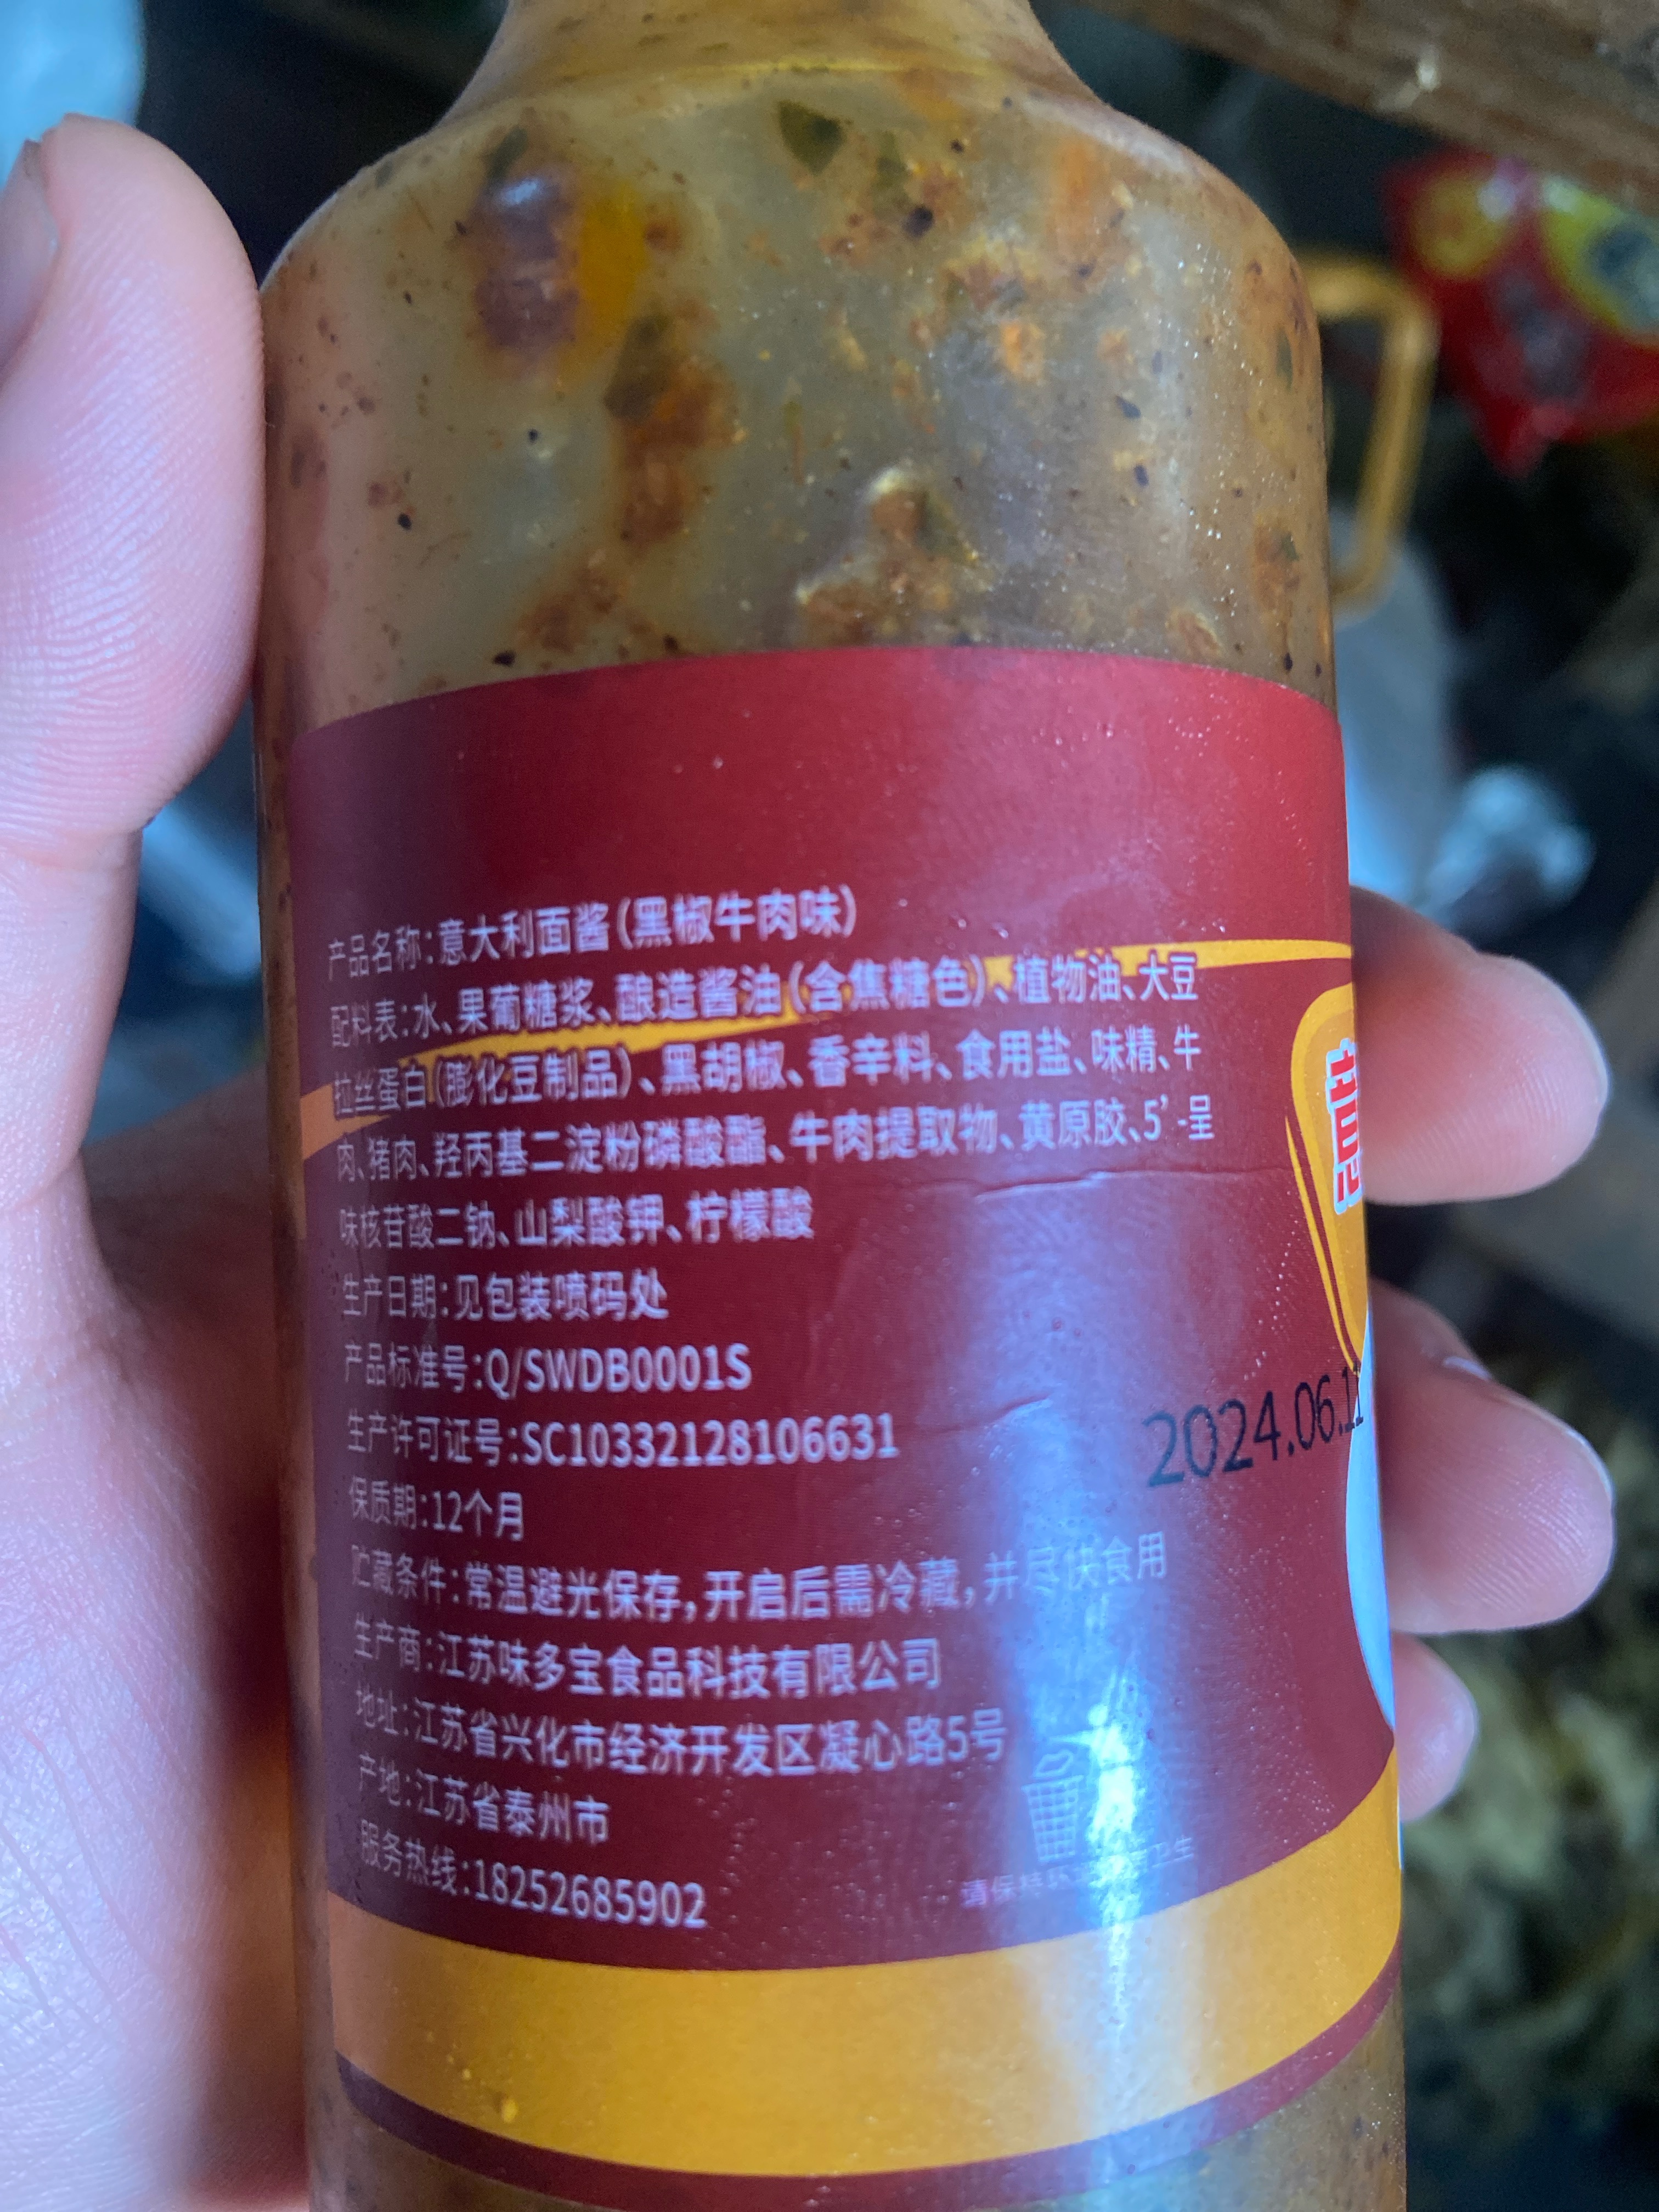 产品名称：意大利面酱（黑椒牛肉味）
配料表：水、果葡糖浆、酿造酱油（含焦糖色）、植物油、大豆
拉丝蛋白（膨化豆制品）、黑胡椒、香辛料、食用盐、味精、牛
肉、猪肉、羟丙基二淀粉磷酸酯、牛肉提取物、黄原胶、5’-呈
味核苷酸二钠、山梨酸钾、柠檬酸
生产日期：见包装喷码处
产品标准号：Q/SWDB0001S
生产许可证号：SC10332128106631
保质期：12个月
贮藏条件：常温避光保存，开启后需冷藏，并尽快食用
生产商：江苏味多宝食品科技有限公司
地址：江苏省兴化市经济开发区凝心路5号
产地：江苏省泰州市
服务热线：18252685902
请保持环 卫生
意
2024.06.11